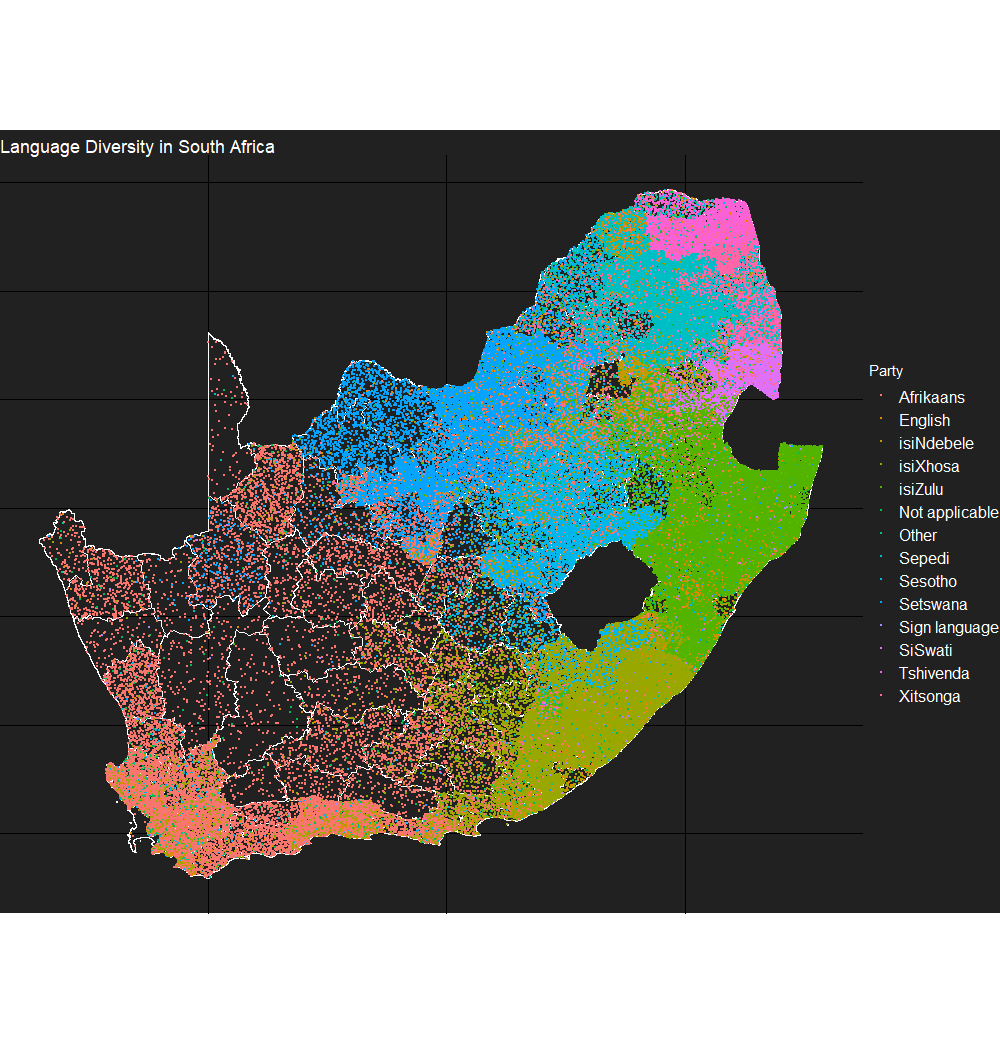 Language Diversity in South Africa
Party
Afrikaans
English
isiNdebele
isiXhosa
isiZulu
Not applicable
Other
Sepedi
Sesotho
Setswana
Sign language
SiSwati
Tshivenda
Xitsonga